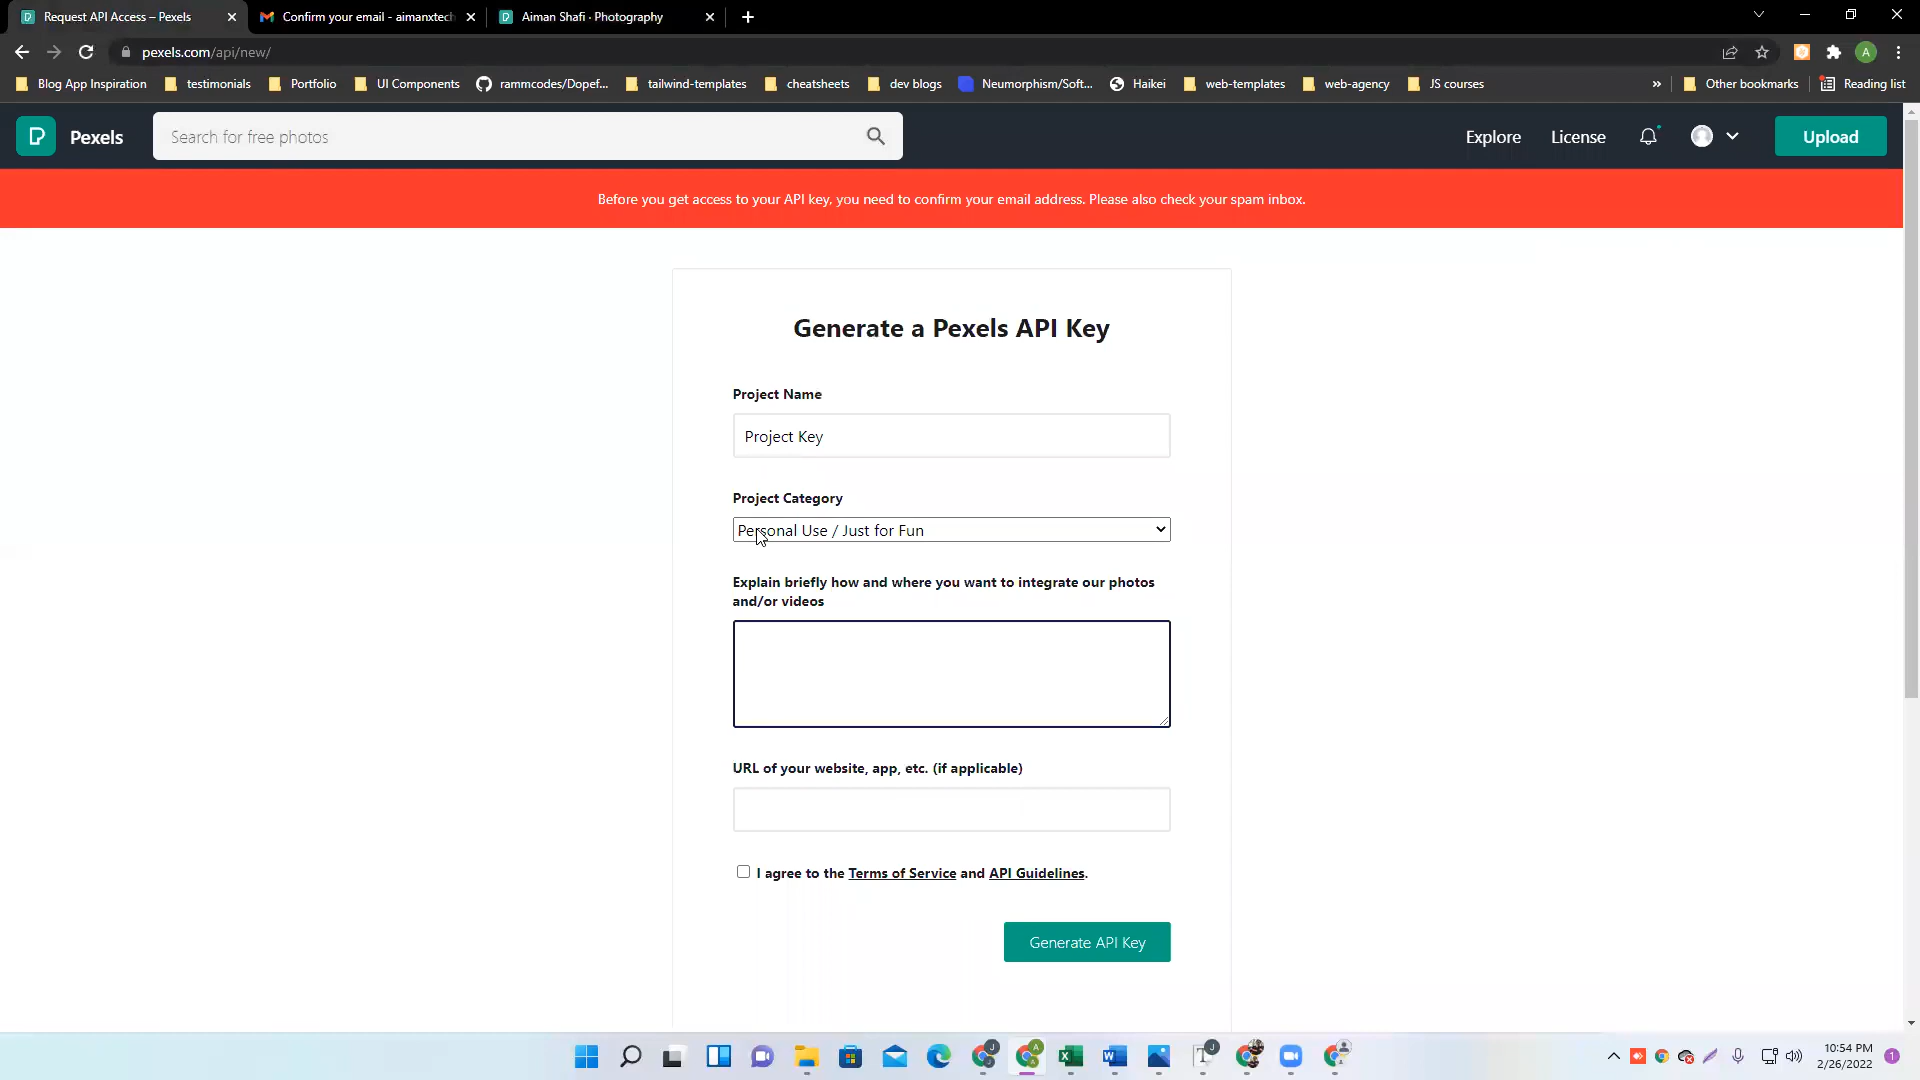 Request API Access – Pexels
Confirm your email - aimanxtech
Aiman Shafi · Photography
pexels.com/api/new/
A
Blog App Inspiration
testimonials
Portfolio
UI Components
rammcodes/Dopef...
tailwind-templates
cheatsheets
dev blogs
Neumorphism/Soft...
Haikei
web-templates
web-agency
JS courses
»
Other bookmarks
Reading list
Pexels
Search for free photos
Explore
License
Upload
Before you get access to your API key, you need to confirm your email address. Please also check your spam inbox.
Generate a Pexels API Key
Project Name
Project Key
Project Category
Personal Use / Just for Fun
Explain briefly how and where you want to integrate our photos
and/or videos
URL of your website, app, etc. (if applicable)
I agree to the Terms of Service and API Guidelines.
Generate API Key
10:54 PM
2/26/2022
1